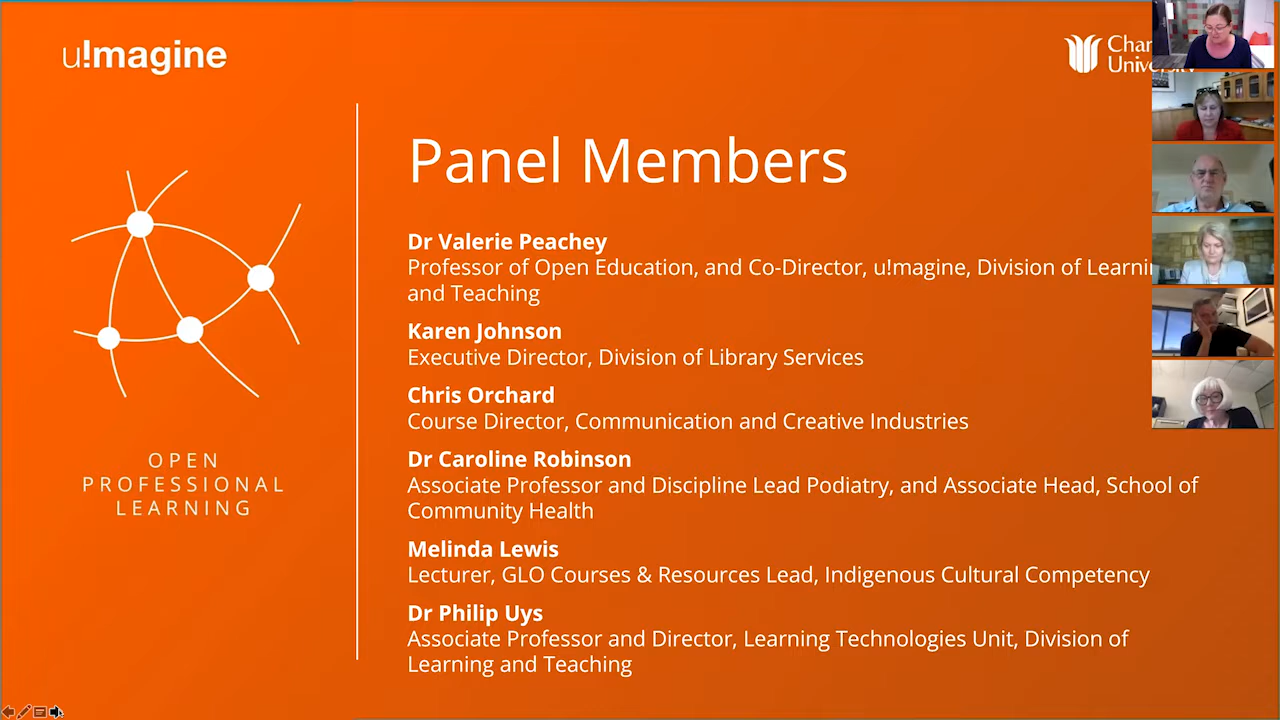 u!magine
Panel Members
Dr Valerie Peachey
Professor of Open Education, and Co-Director, u!magine, Division of
and Teaching
Karen Johnson
Executive Director, Division of Library Services
Chris Orchard
Course Director, Communication and Creative Industries
Dr Caroline Robinson
Associate Professor and Discipline Lead Podiatry, and Associate Head, School of
Community Health
Melinda Lewis
Lecturer, GLO Courses & Resources Lead, Indigenous Cultural Competency
Dr Philip Uys
Associate Professor and Director, Learning Technologies Unit, Division of
Learning and Teaching
OPEN
PROFESSIONAL
LEARNING